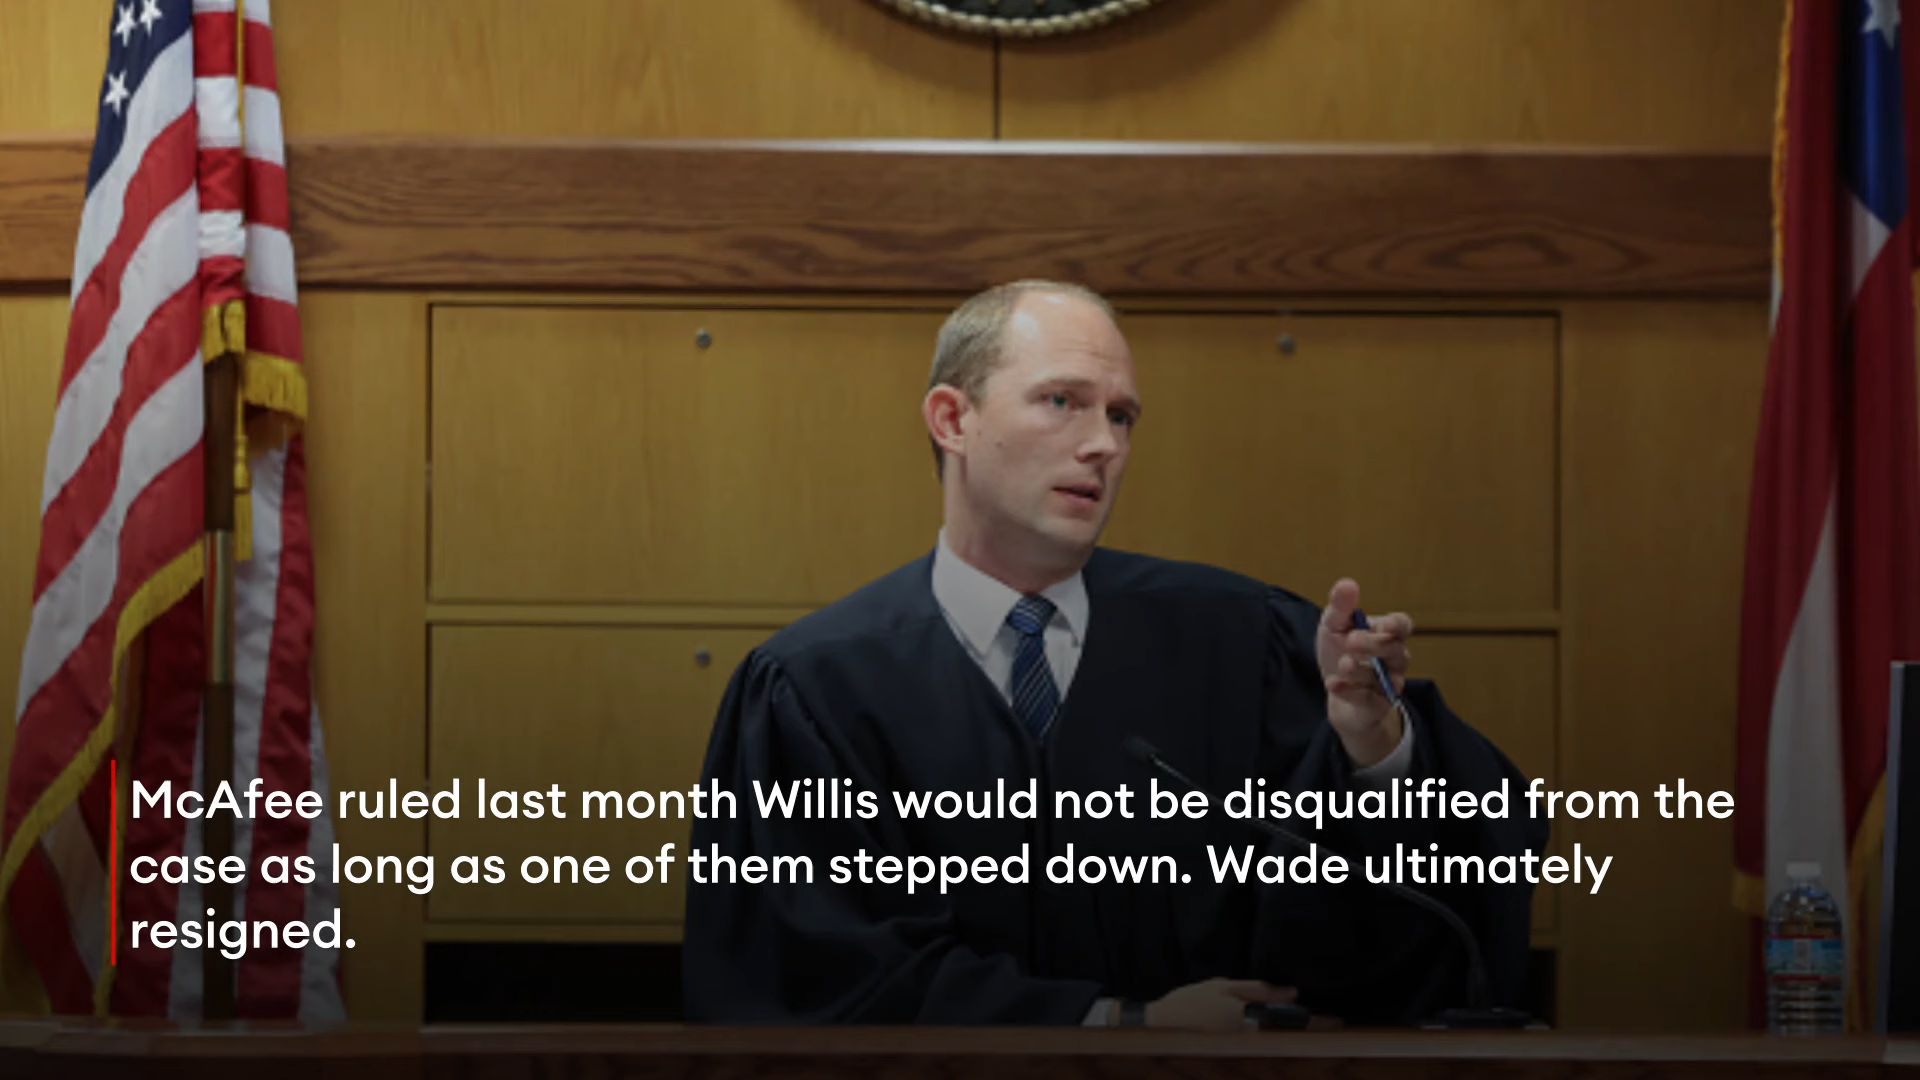 McAfee ruled last month Willis would not be disqualified from the
case as long as one of them stepped down. Wade ultimately
resigned.